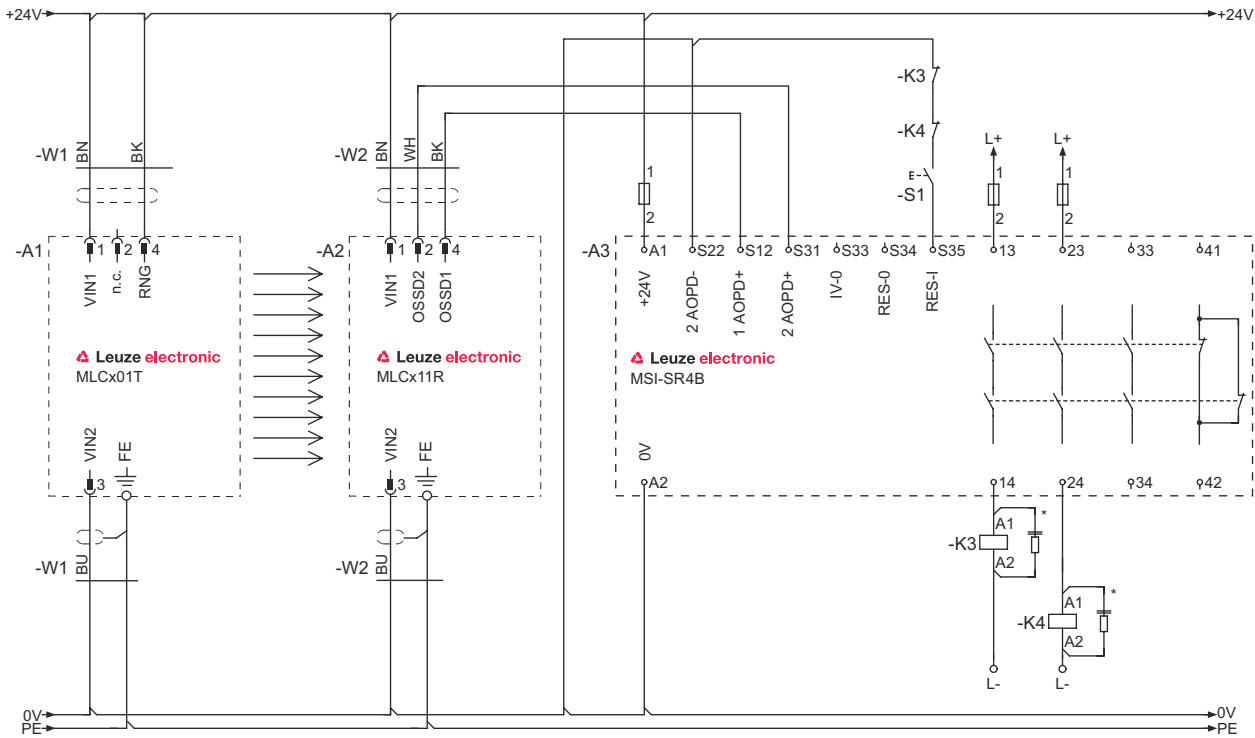 +24V +24V
-K3
-K4
-S1
E
L+ L+
-W1 BN BK
-W2 BN WH BK
1 1 1
2 2 2
-A1 1 2 4
-A2 1 2 4
-A3 A1 S22 S12 S31 S33 S34 S35 13 23 33 41
VIN1 n.c. RNG
VIN1 OSSD2 OSSD1
+24V 2 AOPD- 1 AOPD+ 2 AOPD+ IV-0 RES-0 RES-I
Leuze electronic
MLCx01T
Leuze electronic
MLCx11R
Leuze electronic
MSI-SR4B
VIN2 FE
VIN2 FE
0V
3 3 A2 14 24 34 42
-W1 BU
-W2 BU
-K3 A1 *
A2
-K4 A1 *
A2
L- L-
0V 0V
PE PE